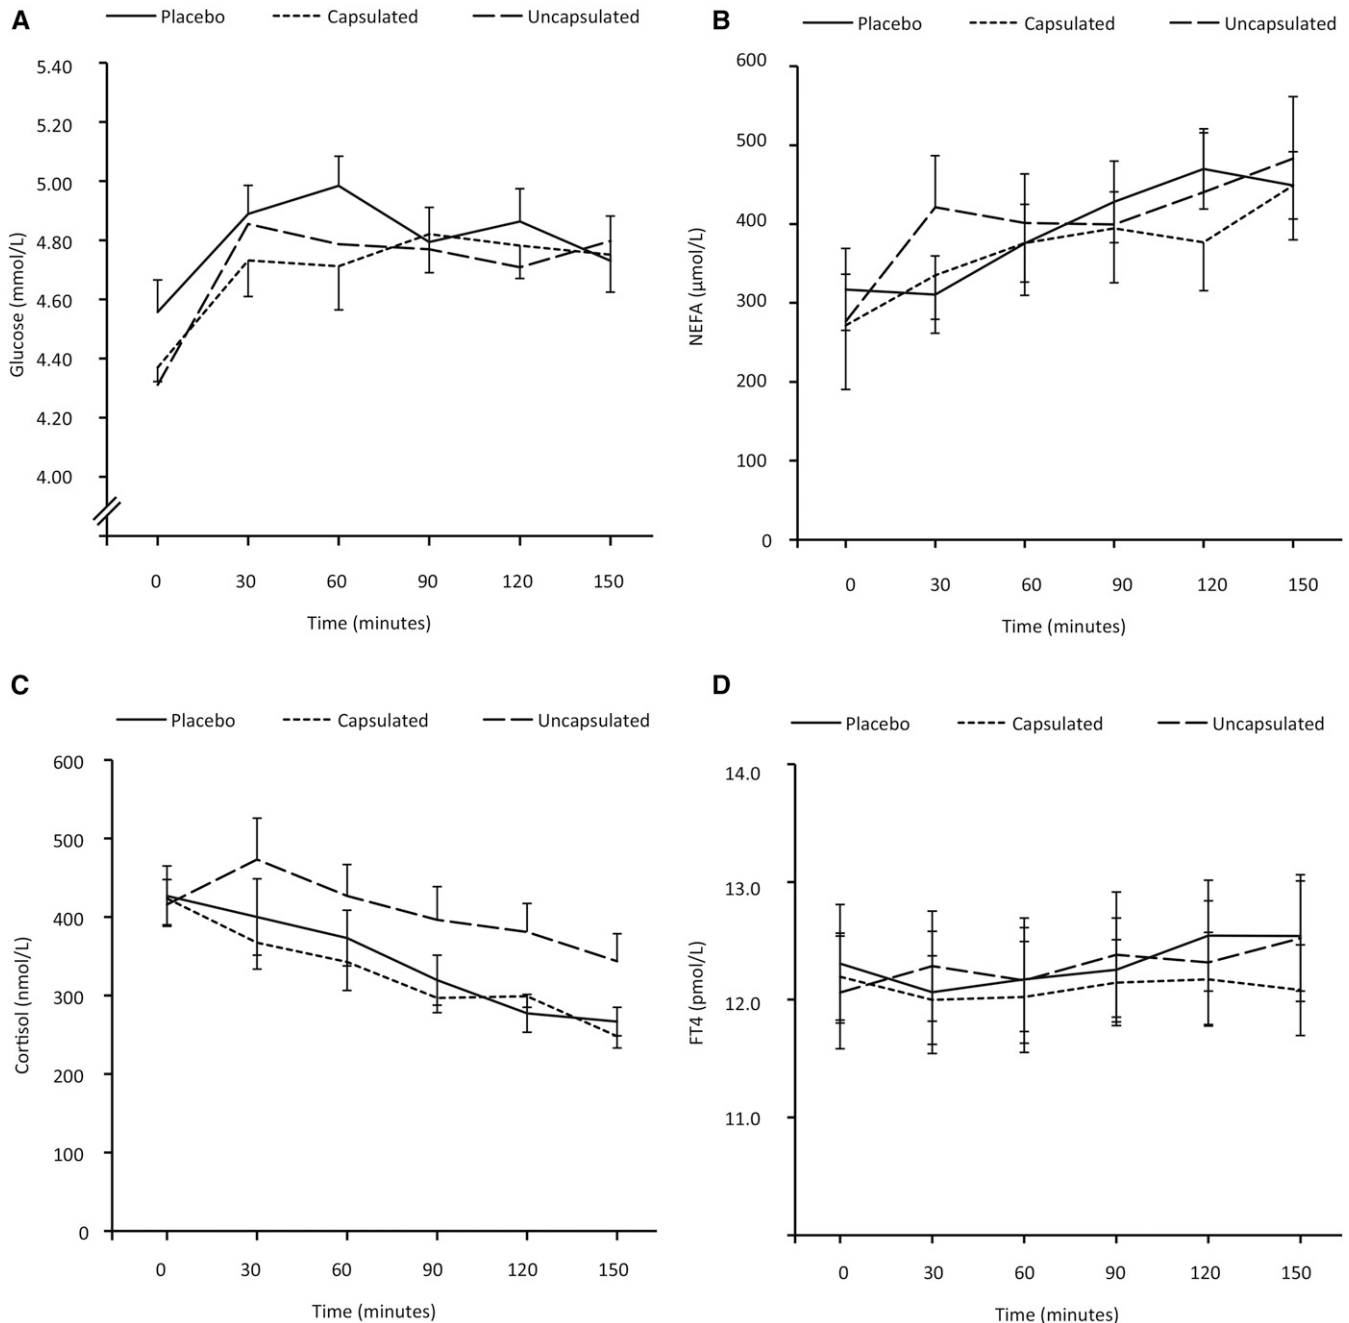 A
Placebo Capsulated Uncapsulated
5.40
5.20
5.00
4.80
4.60
4.40
4.20
4.00
Glucose (mmol/L)
0 30 60 90 120 150
Time (minutes)
B
Placebo Capsulated Uncapsulated
600
500
400
300
200
100
0
NEFA (µmol/L)
0 30 60 90 120 150
Time (minutes)
C
Placebo Capsulated Uncapsulated
600
500
400
300
200
100
0
Cortisol (nmol/L)
0 30 60 90 120 150
Time (minutes)
D
Placebo Capsulated Uncapsulated
14.0
13.0
12.0
11.0
FT4 (pmol/L)
0 30 60 90 120 150
Time (minutes)